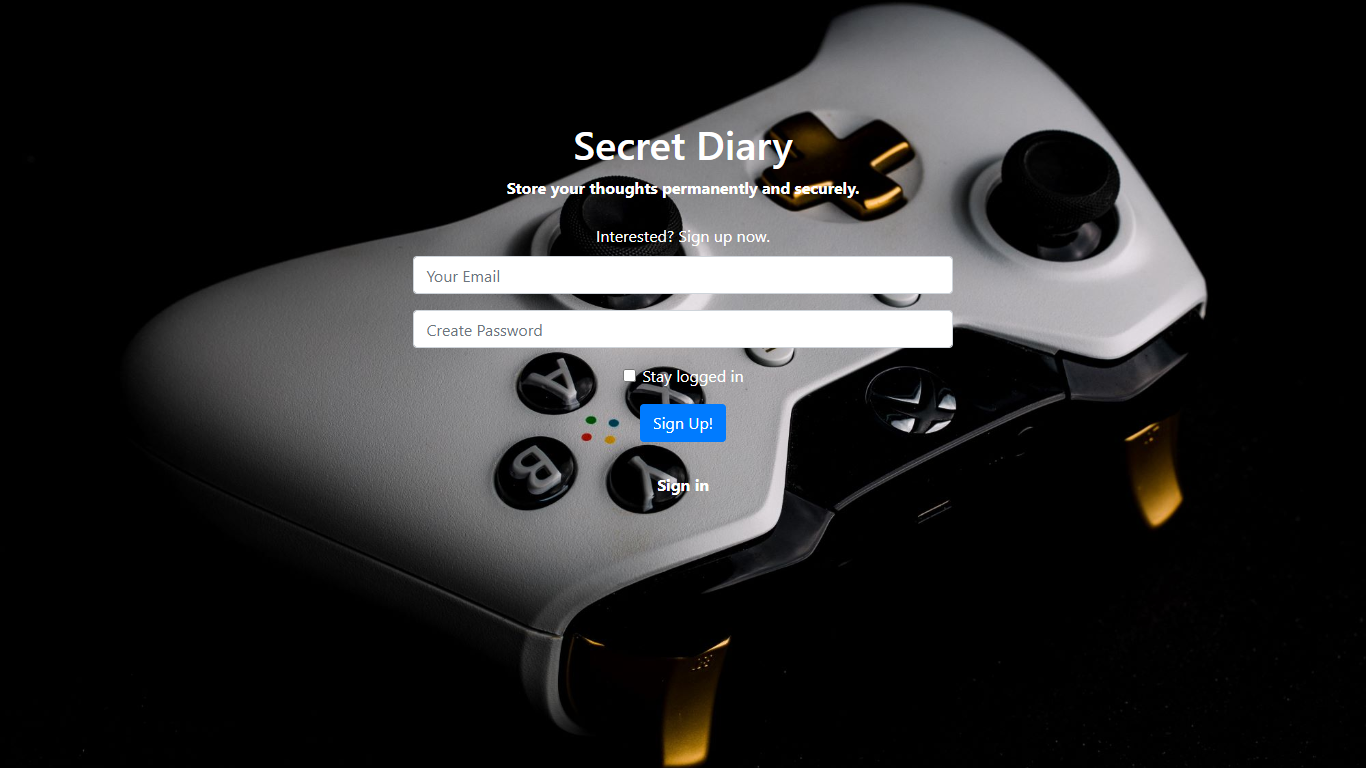 Secret Diary
Store your thoughts permanently and securely.
Interested? Sign up now.
Your Email
Create Password
Stay logged in
Sign Up!
Sign in
A
X
B
Y